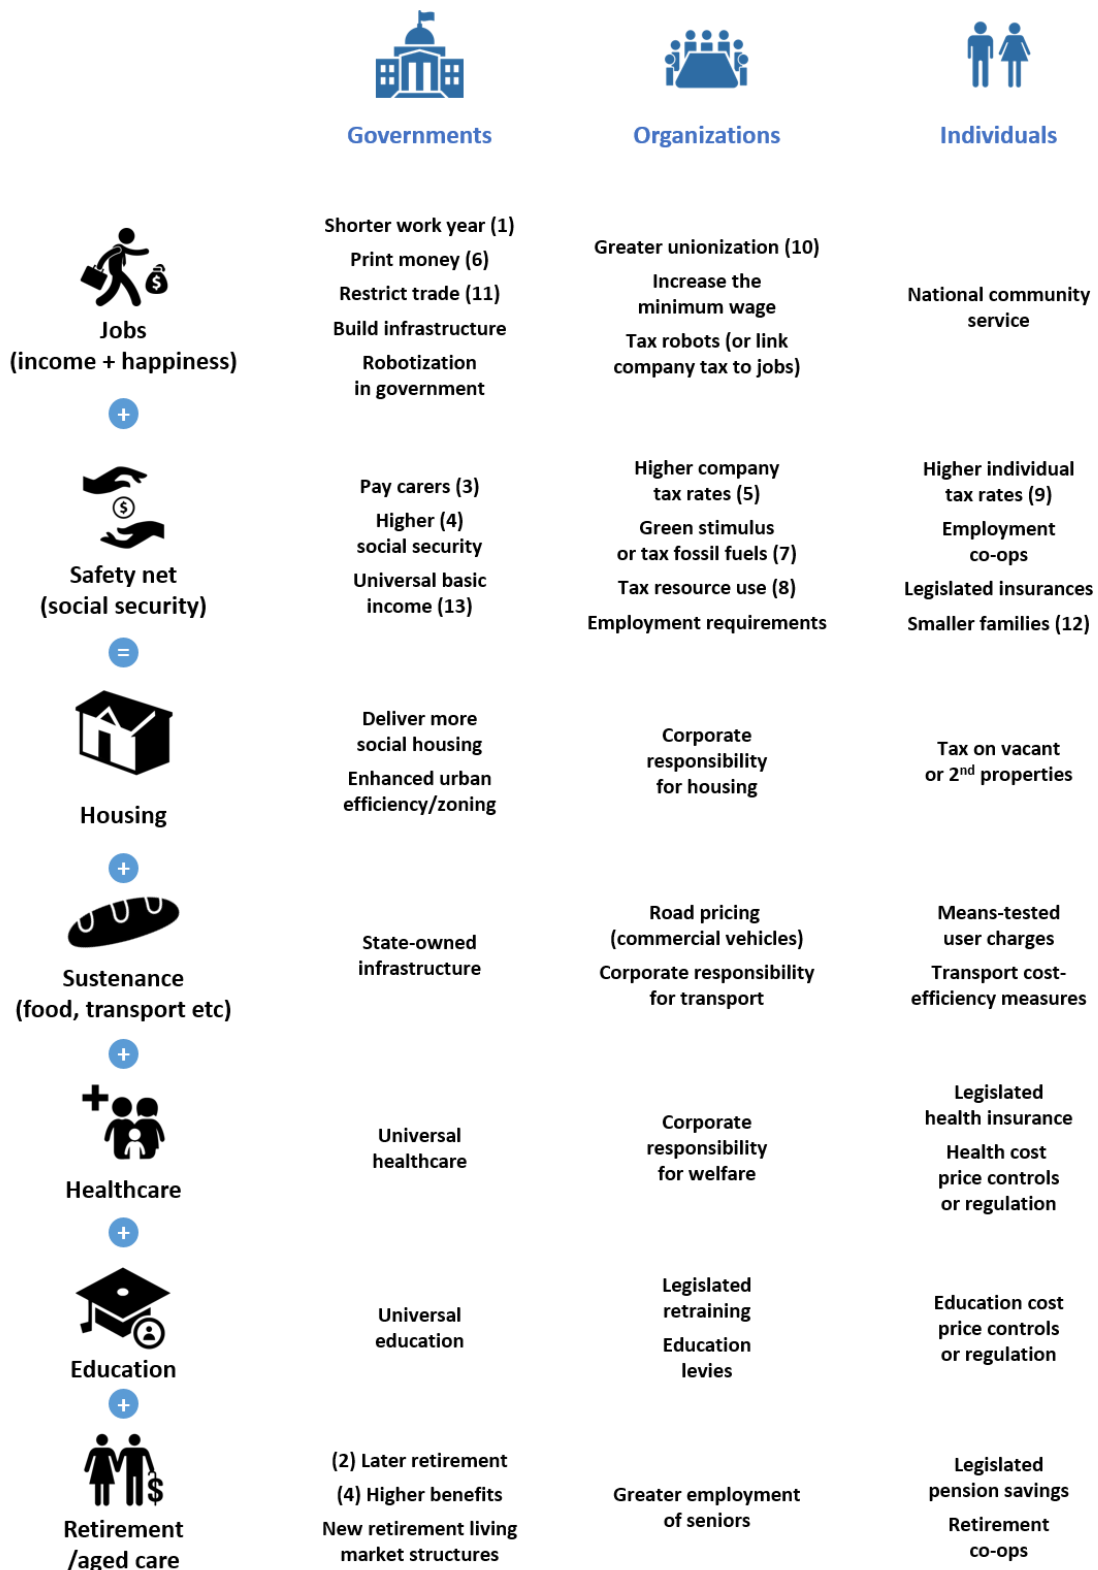 Governments
Organizations
Individuals
Jobs
(income + happiness)
Shorter work year (1)
Print money (6)
Restrict trade (11)
Build infrastructure
Robotization
in government
Greater unionization (10)
Increase the
minimum wage
Tax robots (or link
company tax to jobs)
National community
service
+
Safety net
(social security)
Pay carers (3)
Higher (4)
social security
Universal basic
income (13)
Higher company
tax rates (5)
Green stimulus
or tax fossil fuels (7)
Tax resource use (8)
Employment requirements
Higher individual
tax rates (9)
Employment
co-ops
Legislated insurances
Smaller families (12)
=
Housing
Deliver more
social housing
Enhanced urban
efficiency/zoning
Corporate
responsibility
for housing
Tax on vacant
or 2nd properties
+
Sustenance
(food, transport etc)
State-owned
infrastructure
Road pricing
(commercial vehicles)
Corporate responsibility
for transport
Means-tested
user charges
Transport cost-
efficiency measures
+
Healthcare
Universal
healthcare
Corporate
responsibility
for welfare
Legislated
health insurance
Health cost
price controls
or regulation
+
Education
Universal
education
Legislated
retraining
Education
levies
Education cost
price controls
or regulation
+
Retirement
/aged care
(2) Later retirement
(4) Higher benefits
New retirement living
market structures
Greater employment
of seniors
Legislated
pension savings
Retirement
co-ops